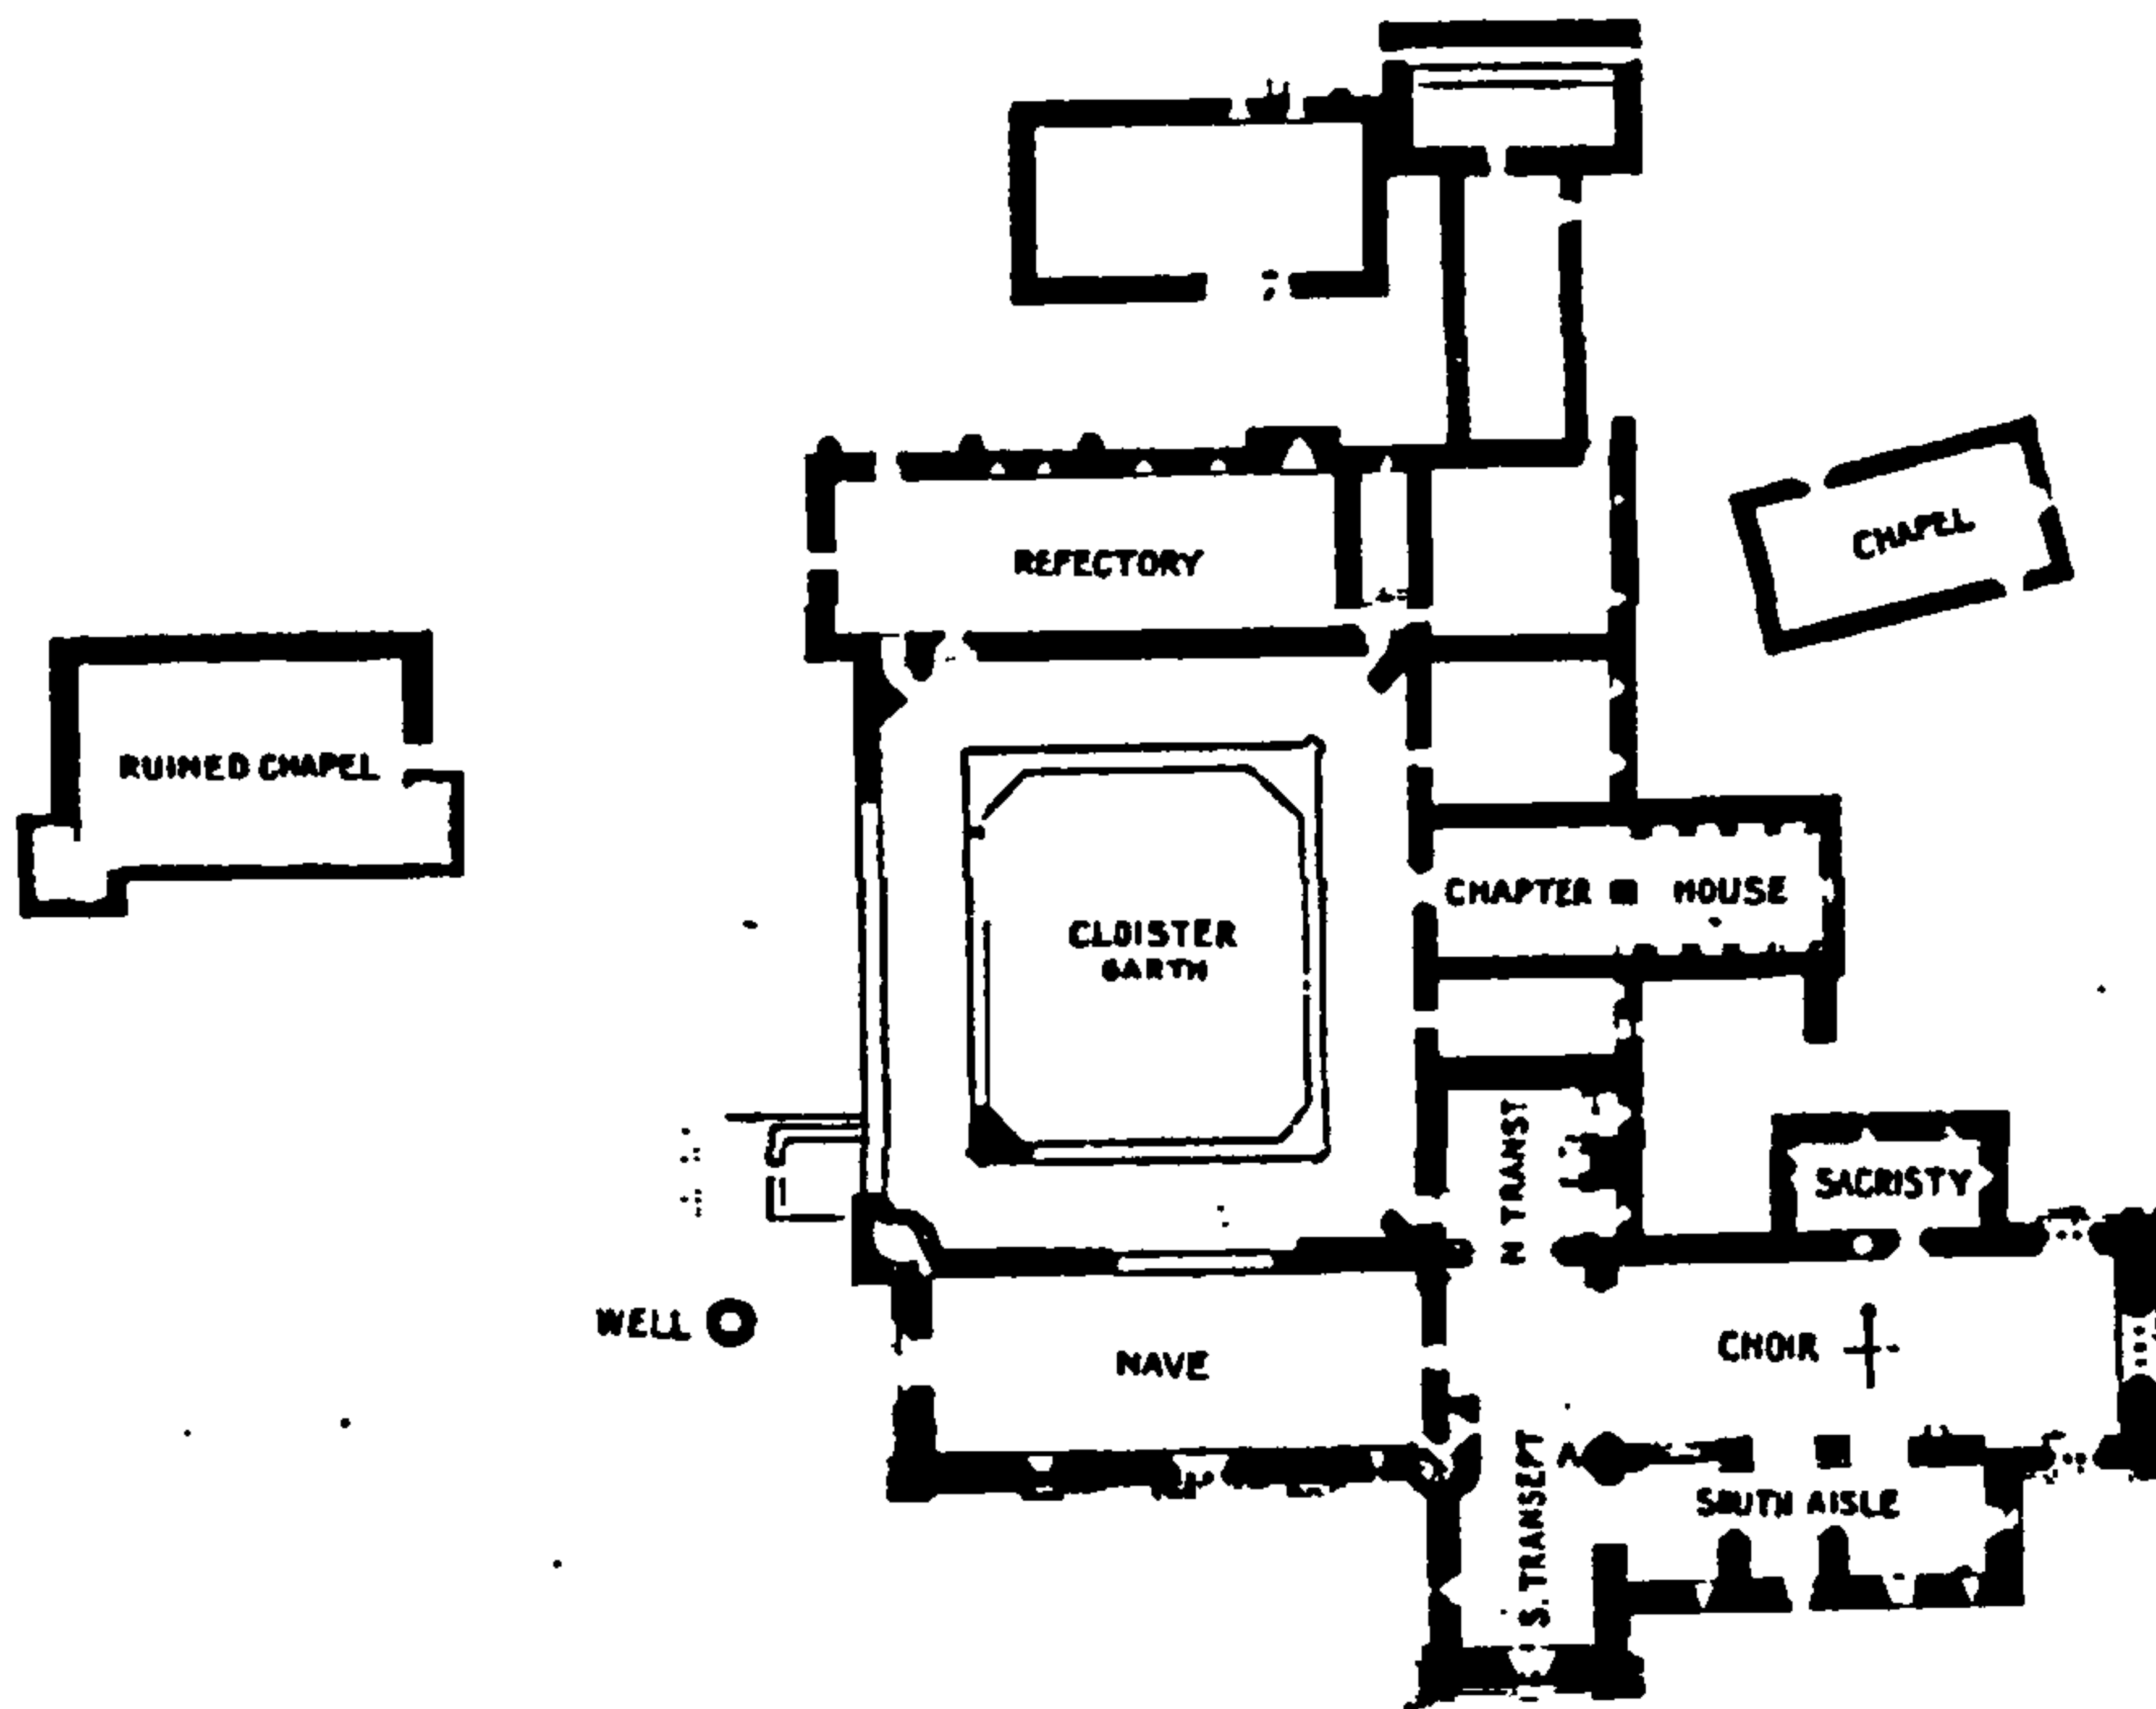 REFECTORY
CHAPEL
RUINED CHAPEL
CHAPTER HOUSE
CLOISTER
GARTH
N TRANST
SACRISTY
WELL
NAVE
CHOIR
SOUTH AISLE
S. TRANSEPT